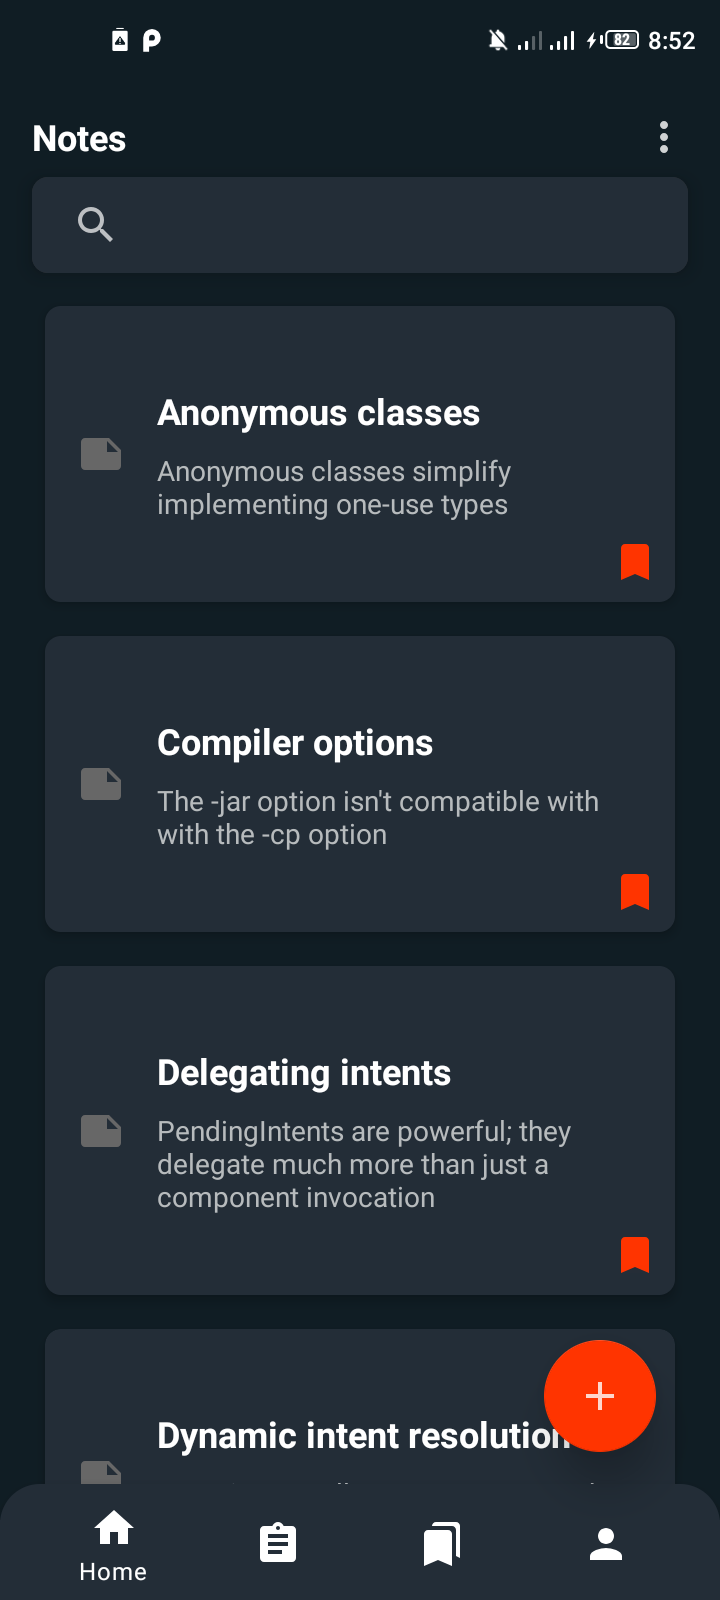 82 8:52
Notes
Anonymous classes
Anonymous classes simplify
implementing one-use types
Compiler options
The -jar option isn't compatible with
with the -cp option
Delegating intents
PendingIntents are powerful; they
delegate much more than just a
component invocation
Dynamic intent resolution
Home